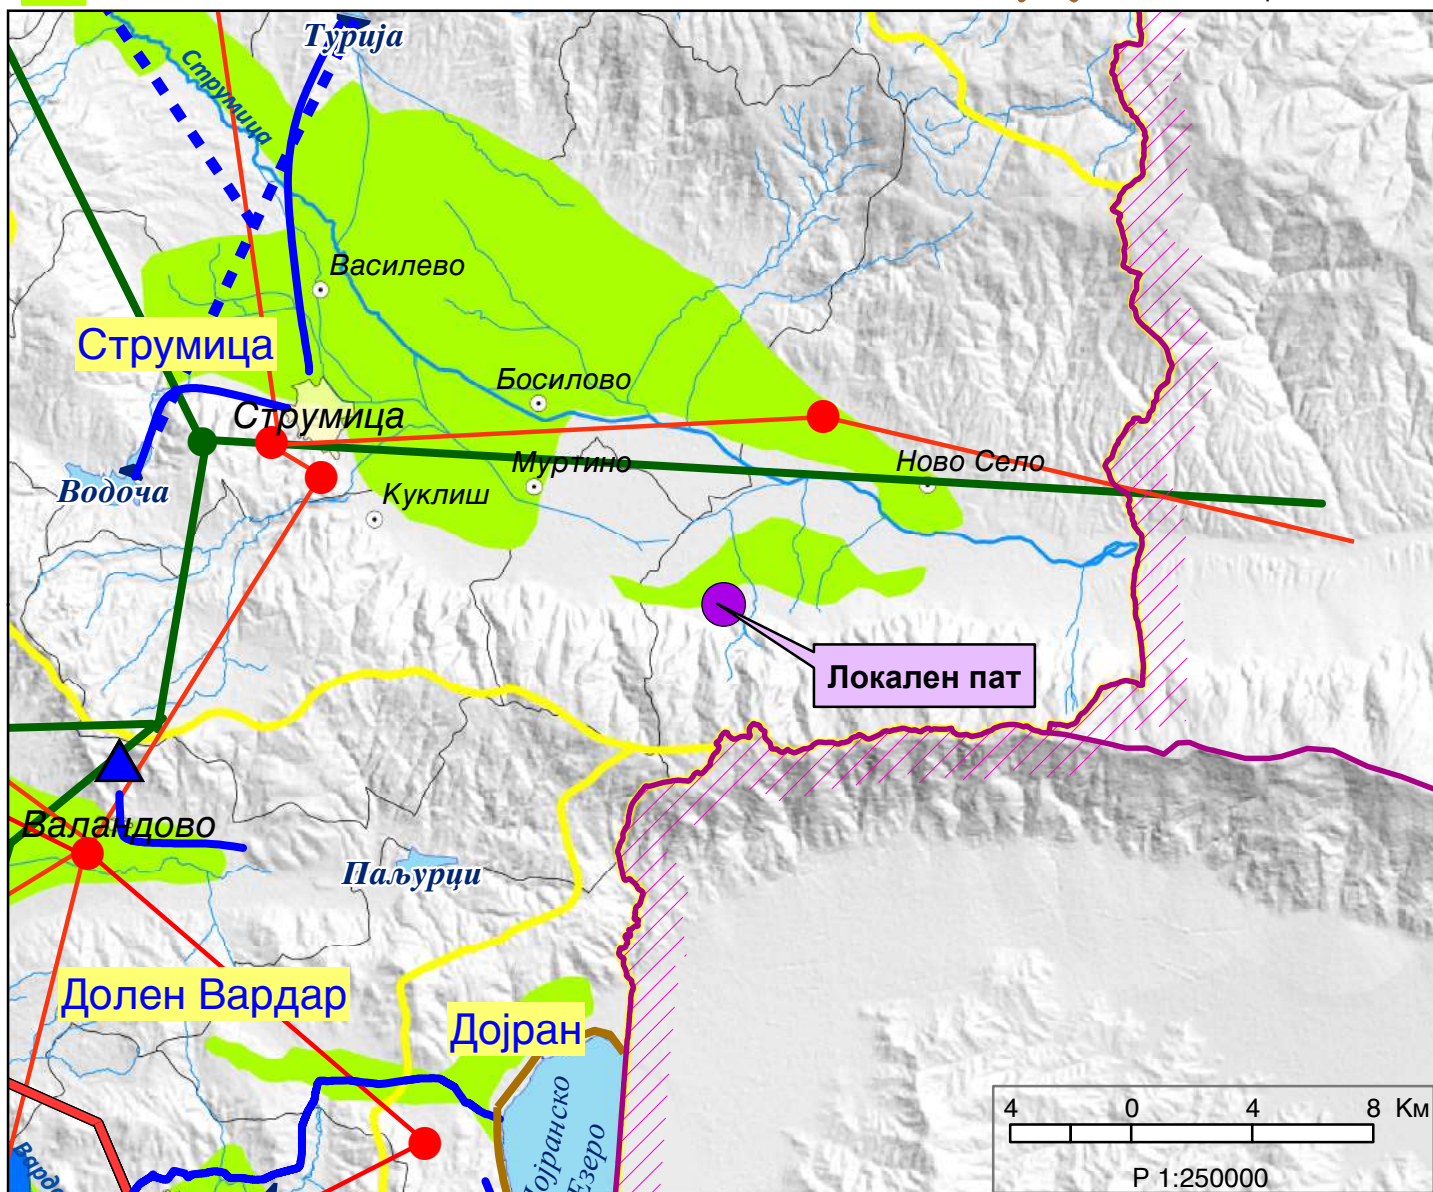 Турија
Струмица
Василево
Струмица
Босилово
Струмица
Муртино
Ново Село
Водоча
Куклиш
Локален пат
Валандово
Паљурци
Долен Вардар
Дојран
Дојранско
Езеро
4 0 4 8 Км
Р 1:250000